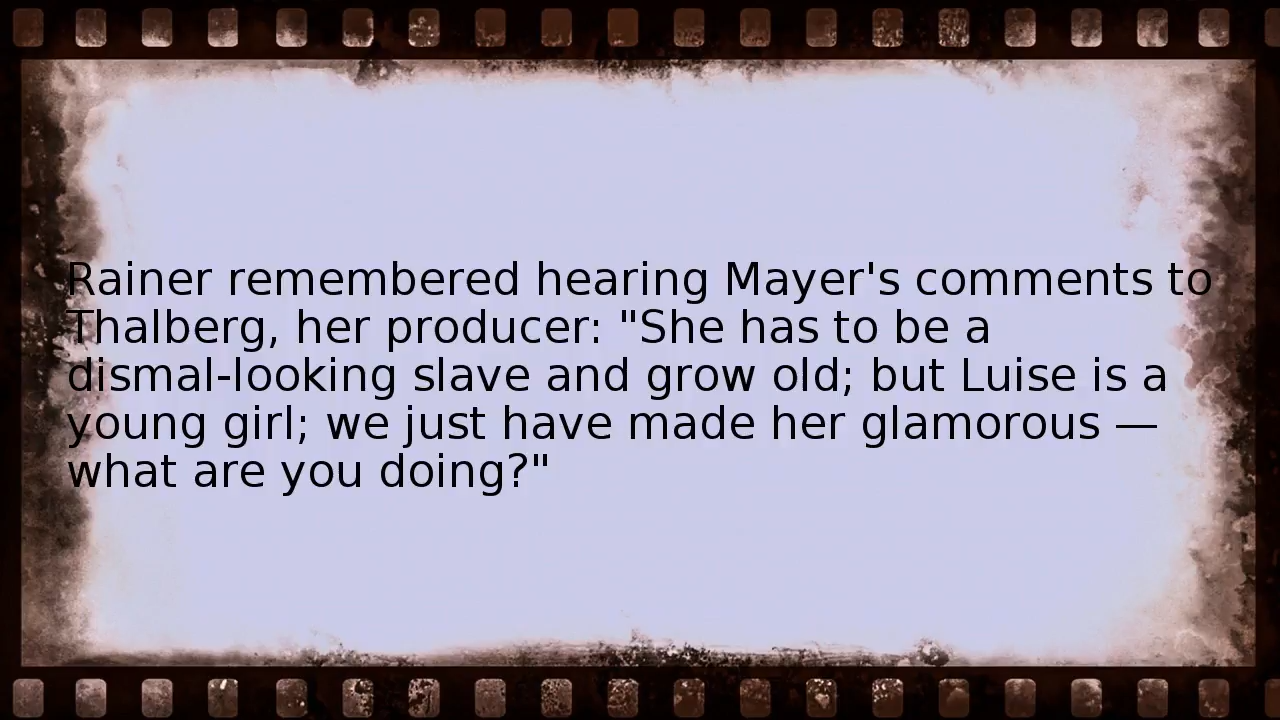 Rainer remembered hearing Mayer's comments to
Thalberg, her producer: "She has to be a
dismal-looking slave and grow old; but Luise is a
young girl; we just have made her glamorous —
what are you doing?"